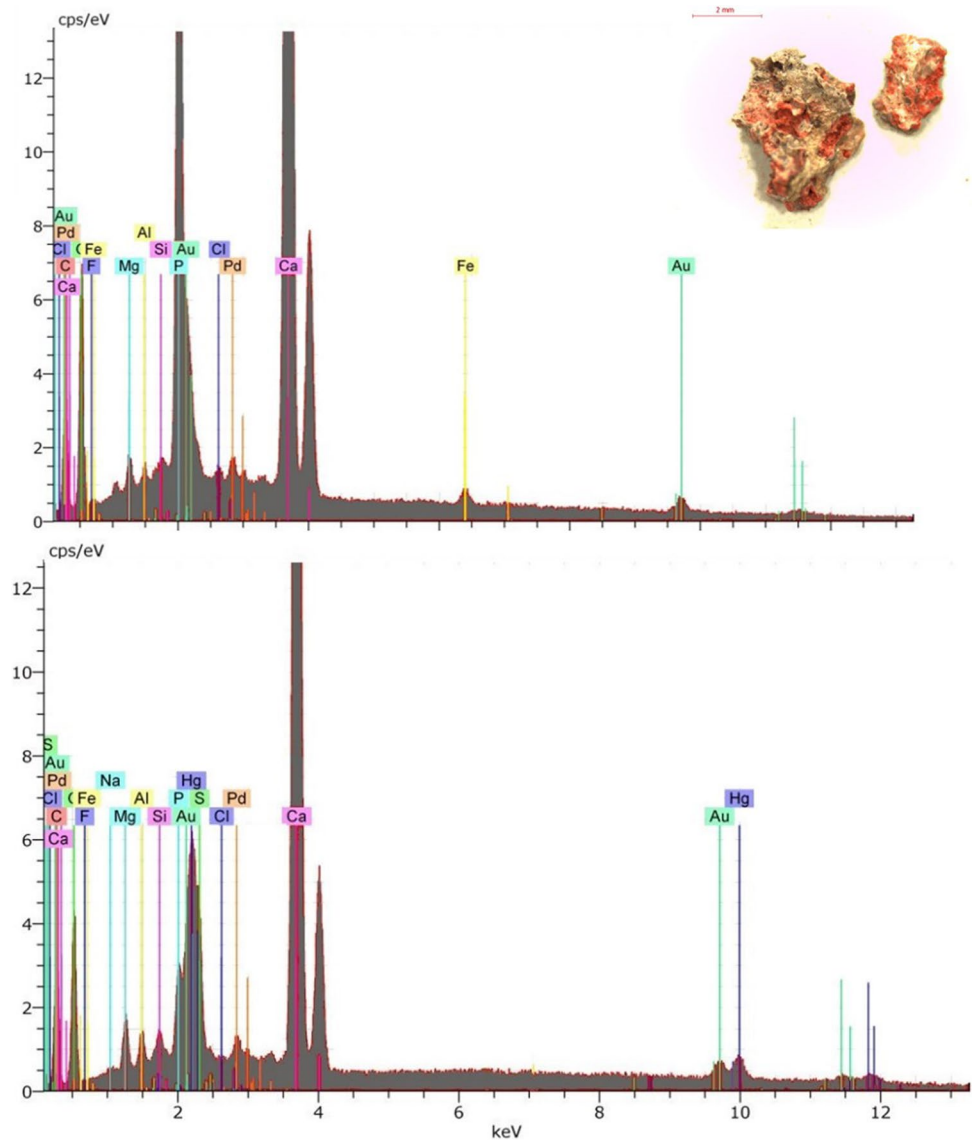 cps/eV
2 mm
12
10
8
6
4
2
0
Au
Pd Al
Cl Fe Si Au Cl
C F Mg P Pd Ca Fe Au
Ca
cps/eV
12
10
8
6
4
2
0
S
Au
Pd Na Hg
Cl Fe Al P S Pd Hg
C F Mg Si Au Cl Ca Au
Ca
2 4 6 8 10 12
keV